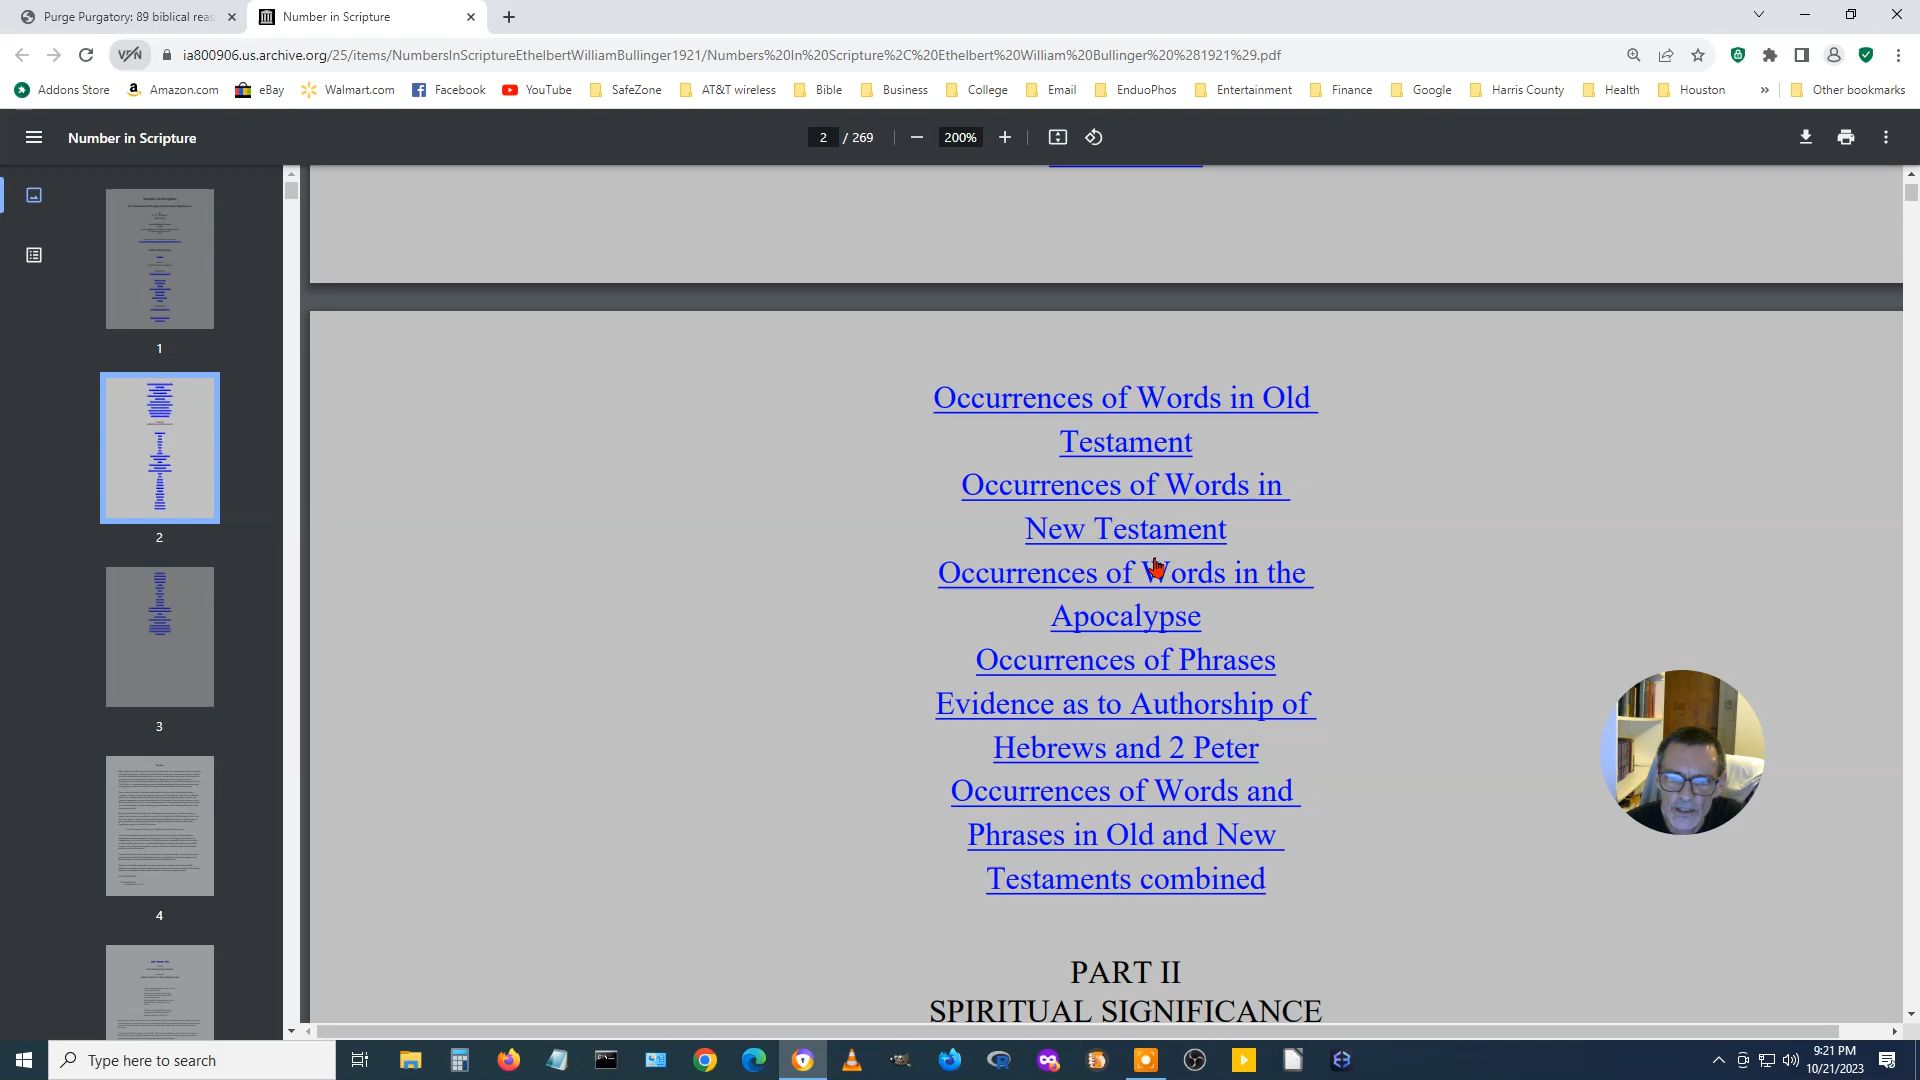 Purge Purgatory: 89 biblical reas
Number in Scripture
VPN
ia800906.us.archive.org/25/items/NumbersInScriptureEthelbertWilliamBullinger1921/Numbers%20In%20Scripture%2C%20Ethelbert%20William%20Bullinger%20%281921%29.pdf
Addons Store
Amazon.com
eBay
Walmart.com
Facebook
YouTube
SafeZone
AT&T wireless
Bible
Business
College
Email
EnduoPhos
Entertainment
Finance
Google
Harris County
Health
Houston
»
Other bookmarks
Number in Scripture
2 / 269
200%
1
2
3
4
Occurrences of Words in Old
Testament
Occurrences of Words in
New Testament
Occurrences of Words in the
Apocalypse
Occurrences of Phrases
Evidence as to Authorship of
Hebrews and 2 Peter
Occurrences of Words and
Phrases in Old and New
Testaments combined
PART II
SPIRITUAL SIGNIFICANCE
Type here to search
9:21 PM
10/21/2023